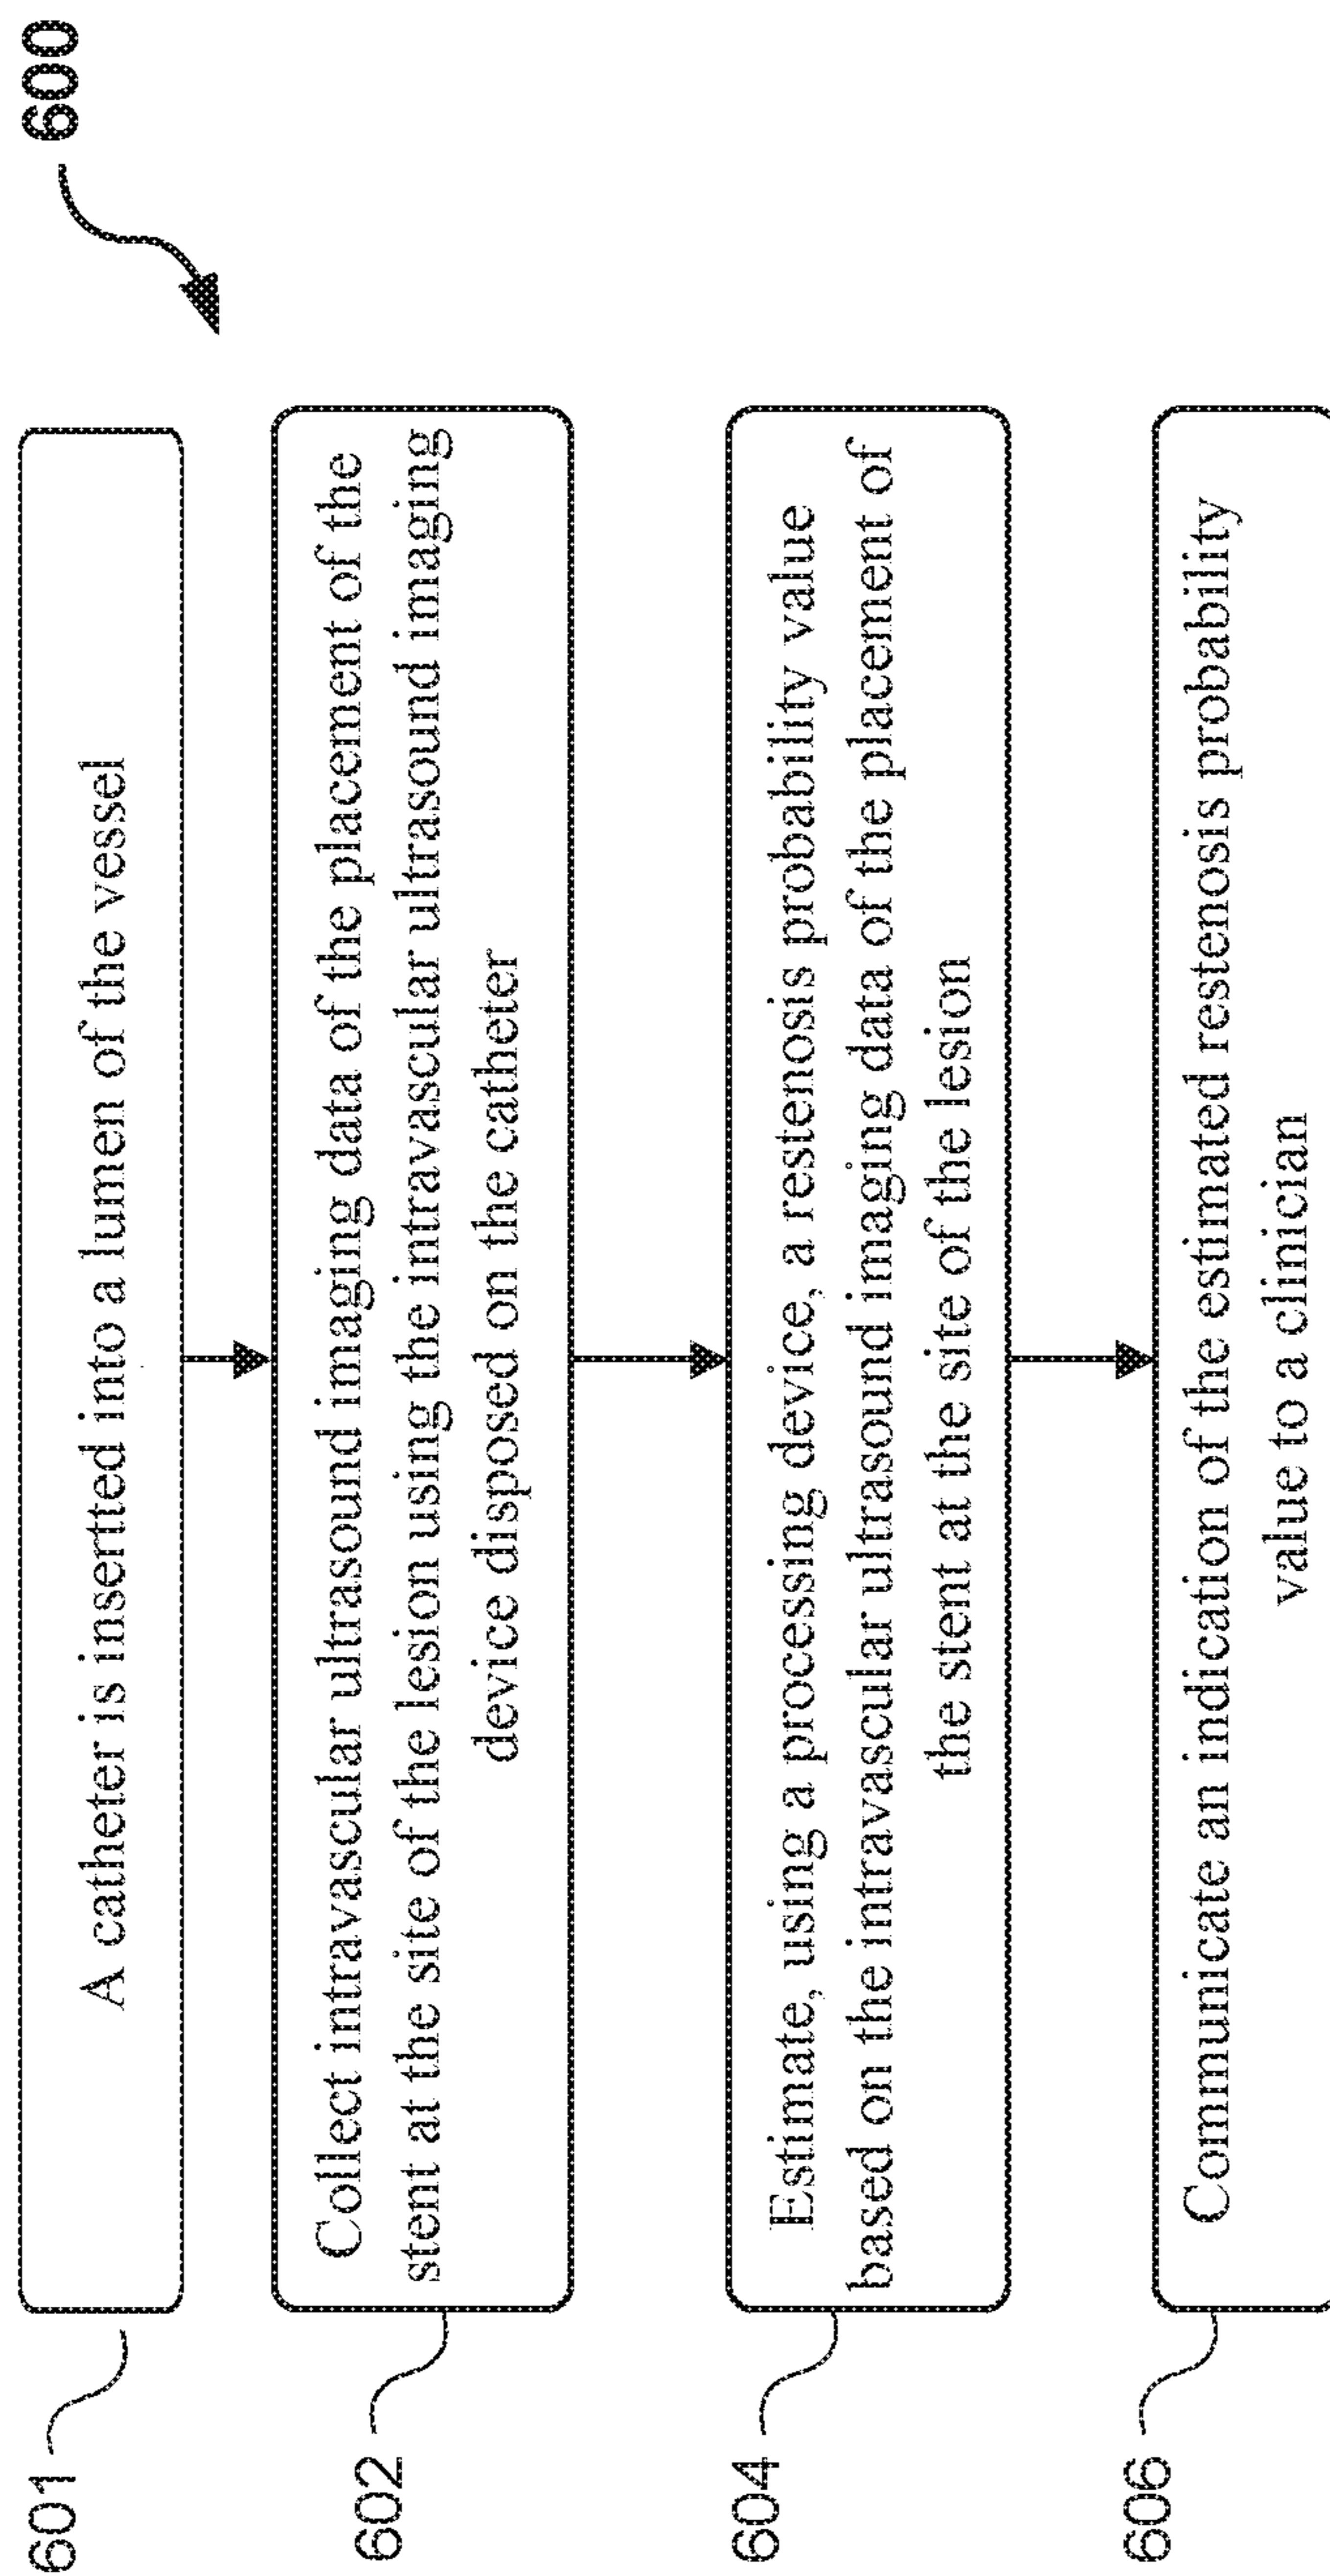 600
601
A catheter is insertted into a lumen of the vessel
602
Collect intravascular ultrasound imaging data of the placement of the
stent at the site of the lesion using the intravascular ultrasound imaging
device disposed on the catheter
604
Estimate, using a processing device, a restenosis probability value
based on the intravascular ultrasound imaging data of the placement of
the stent at the site of the lesion
606
Communicate an indication of the estimated restenosis probability
value to a clinician